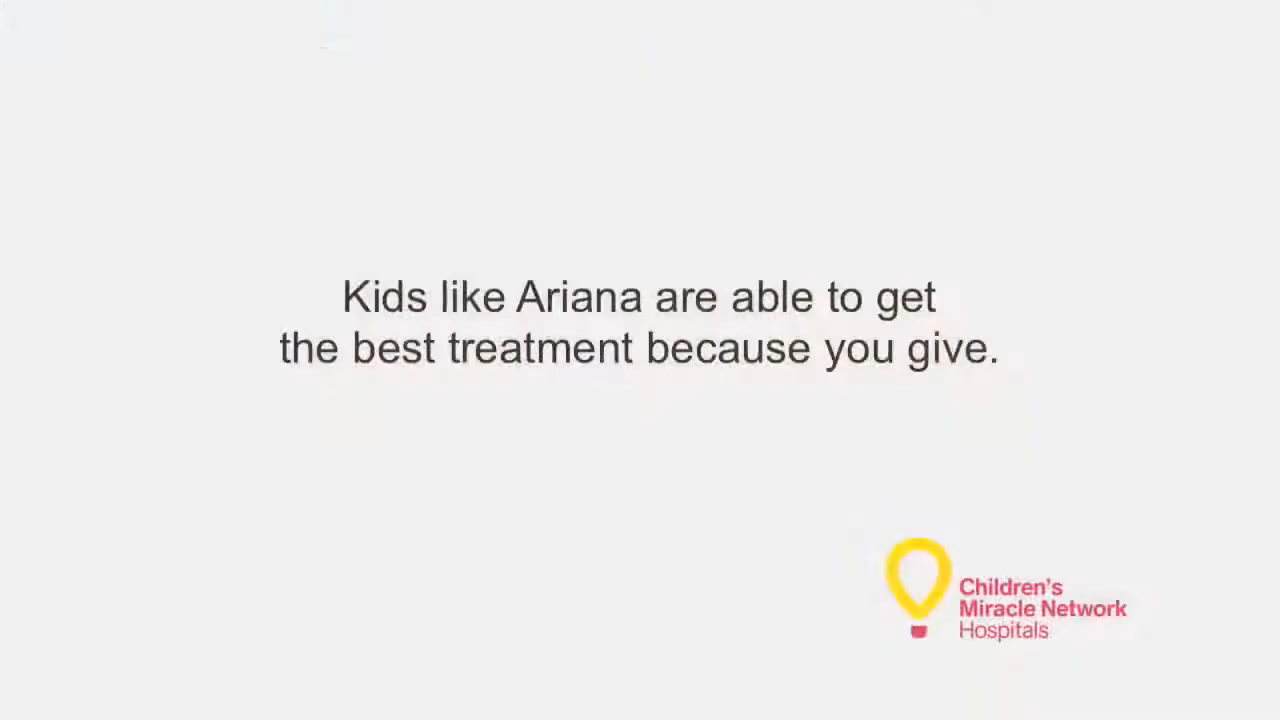 Kids like Ariana are able to get
the best treatment because you give.
Children's
Miracle Network
Hospitals